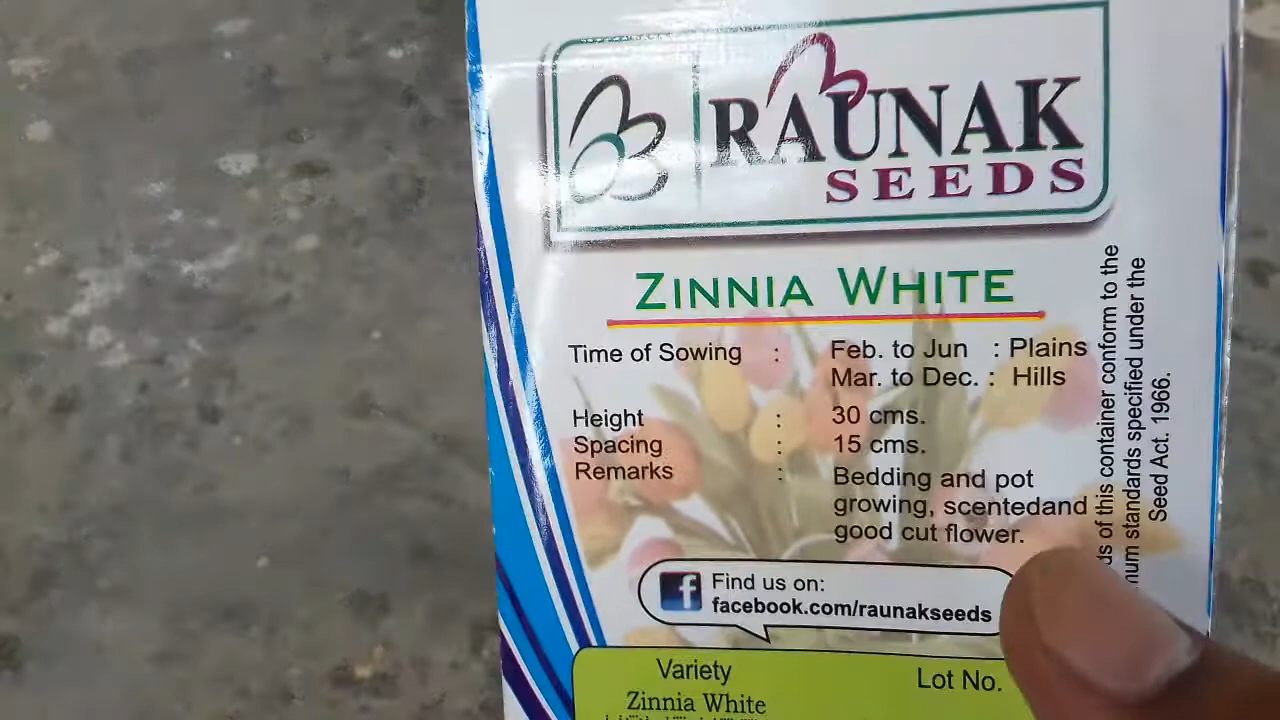 RAUNAK
SEEDS
ZINNIA WHITE
Time of Sowing : Feb. to Jun : Plains
Mar. to Dec. : Hills
Height : 30 cms.
Spacing : 15 cms.
Remarks : Bedding and pot
growing, scentedand
good cut flower.
f Find us on:
facebook.com/raunakseeds
Variety Lot No.
Zinnia White
of this container conform to the
standards specified under the
Seed Act. 1966.